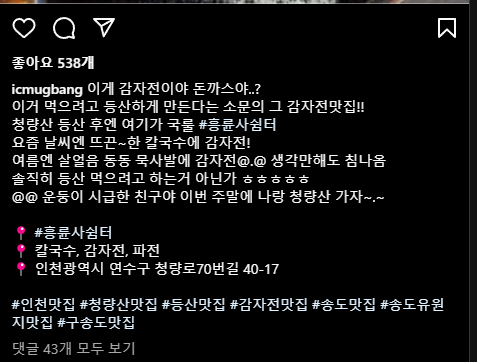 좋아요 538개
icmugbang 이게 감자전이야 돈까스야..?
이거 먹으려고 등산하게 만든다는 소문의 그 감자전맛집!!
청량산 등산 후엔 여기가 국룰 #흥륜사쉼터
요즘 날씨엔 뜨끈~한 칼국수에 감자전!
여름엔 살얼음 동동 묵사발에 감자전@.@ 생각만해도 침나옴
솔직히 등산 먹으려고 하는거 아닌가 ㅎㅎㅎㅎㅎ
@@ 운동이 시급한 친구야 이번 주말에 나랑 청량산 가자~.~
📍 #흥륜사쉼터
📍 칼국수, 감자전, 파전
📍 인천광역시 연수구 청량로70번길 40-17
#인천맛집 #청량산맛집 #등산맛집 #감자전맛집 #송도맛집 #송도유원
지맛집 #구송도맛집
댓글 43개 모두 보기